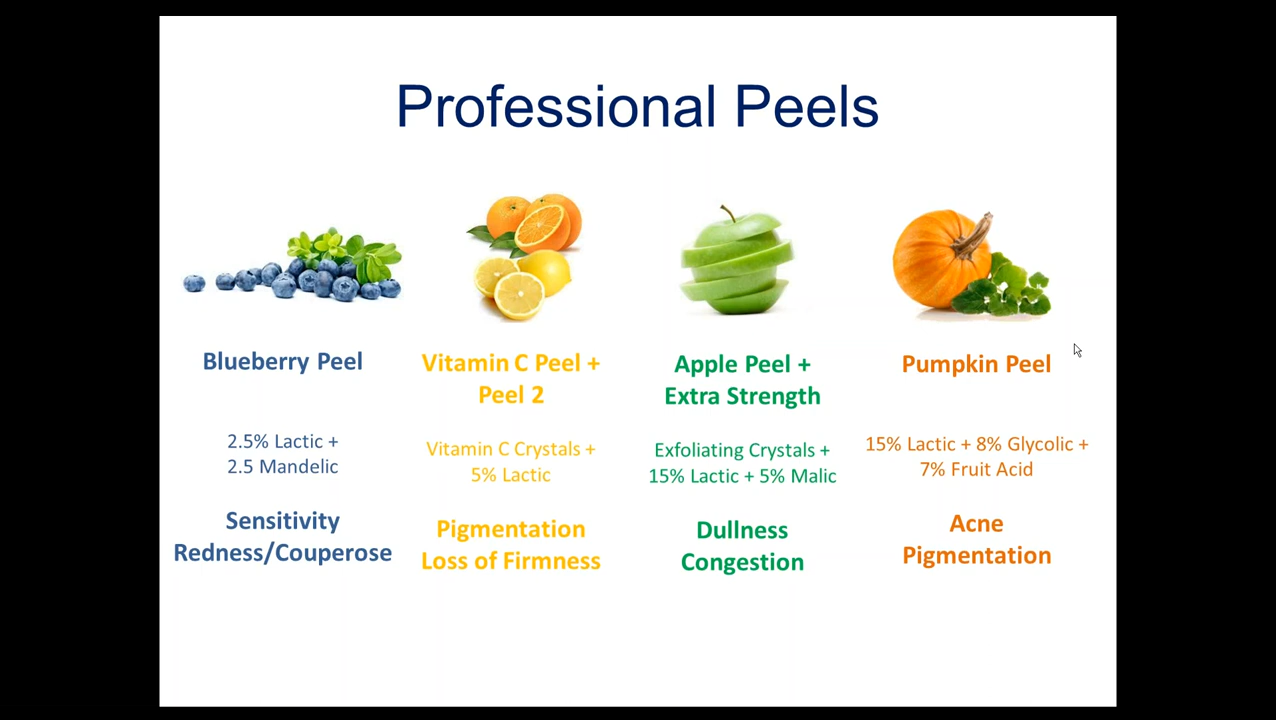 Professional Peels
Blueberry Peel
2.5% Lactic +
2.5 Mandelic
Sensitivity
Redness/Couperose
Vitamin C Peel +
Peel 2
Vitamin C Crystals +
5% Lactic
Pigmentation
Loss of Firmness
Apple Peel +
Extra Strength
Exfoliating Crystals +
15% Lactic + 5% Malic
Dullness
Congestion
Pumpkin Peel
15% Lactic + 8% Glycolic +
7% Fruit Acid
Acne
Pigmentation